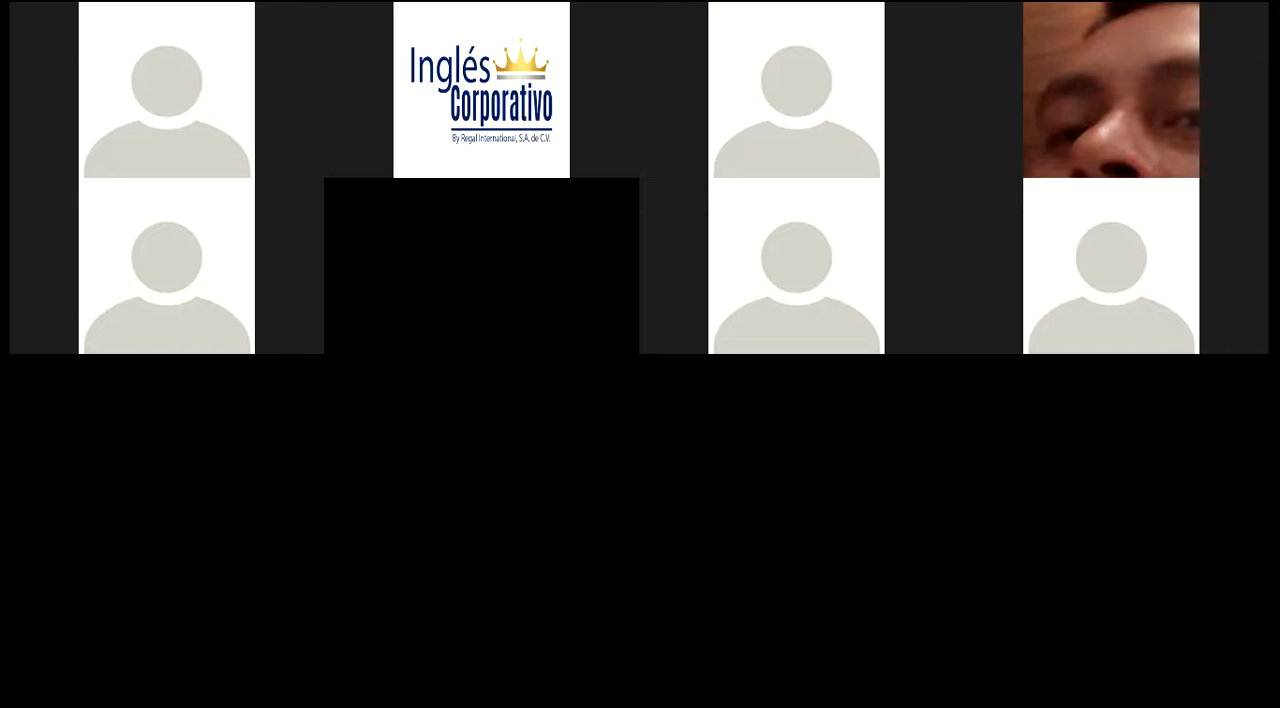 Inglés
Corporativo
By Regal International, S.A. de C.V.